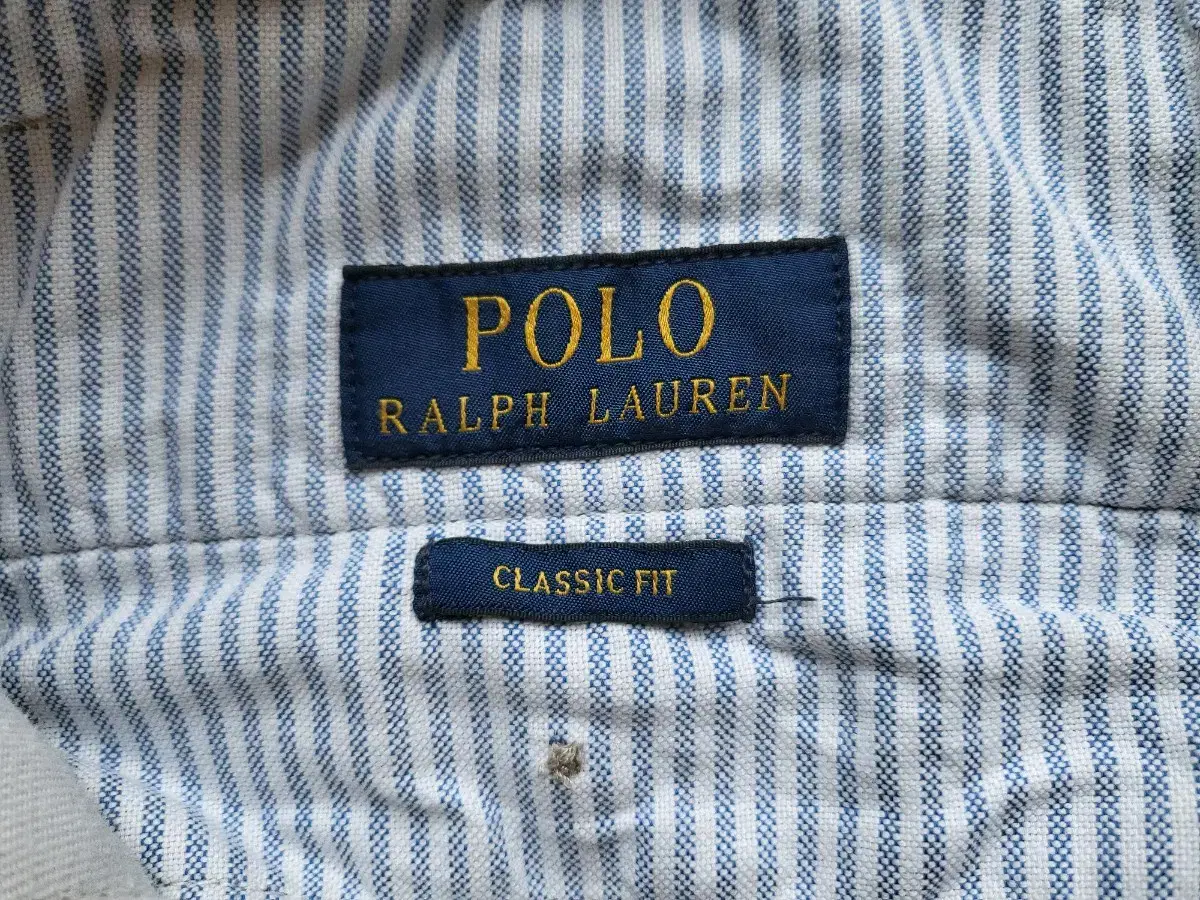 POLO
RALPH LAUREN
CLASSIC FIT